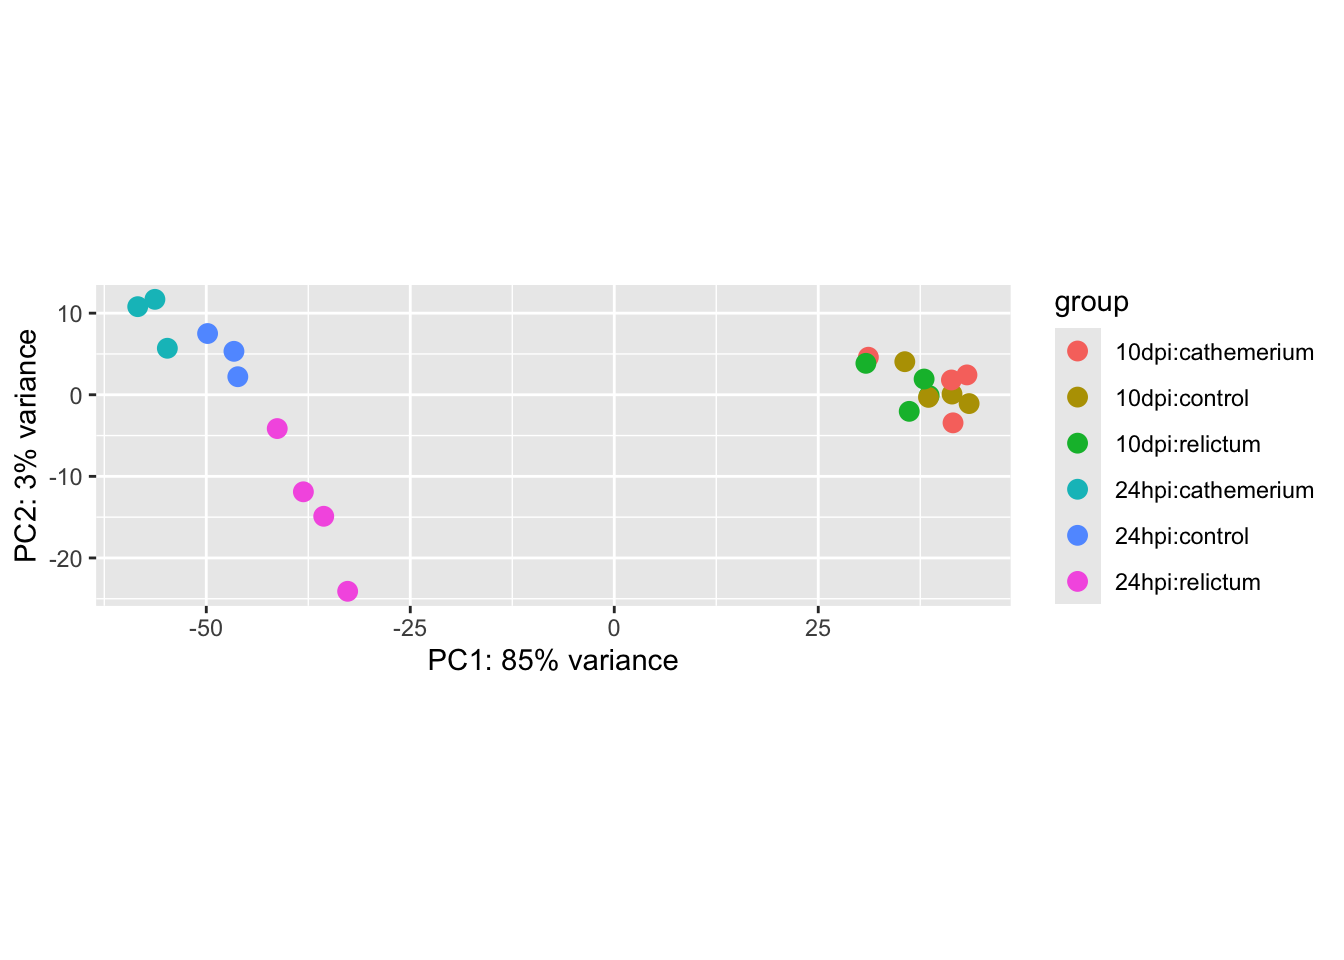 10
0
-10
-20
PC2: 3% variance
-50
-25
0
25
PC1: 85% variance
group
10dpi:cathemerium
10dpi:control
10dpi:relictum
24hpi:cathemerium
24hpi:control
24hpi:relictum